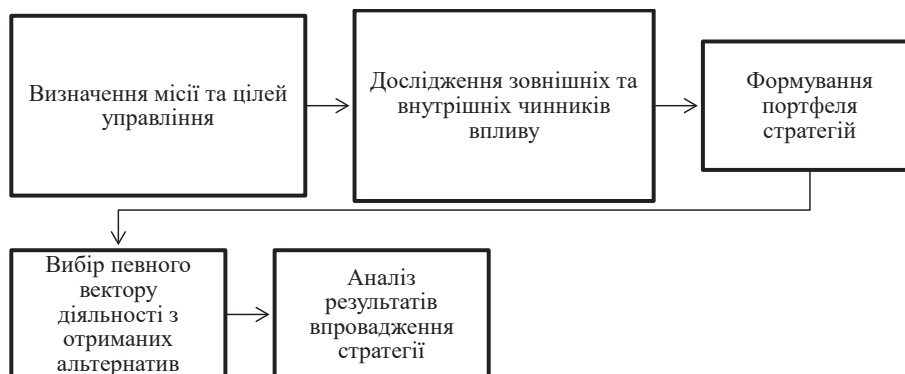 Визначення місії та цілей
управління
Дослідження зовнішніх та
внутрішніх чинників
впливу
Формування
портфеля
стратегій
Вибір певного
вектору
діяльності з
отриманих
альтернатив
Аналіз
результатів
впровадження
стратегії